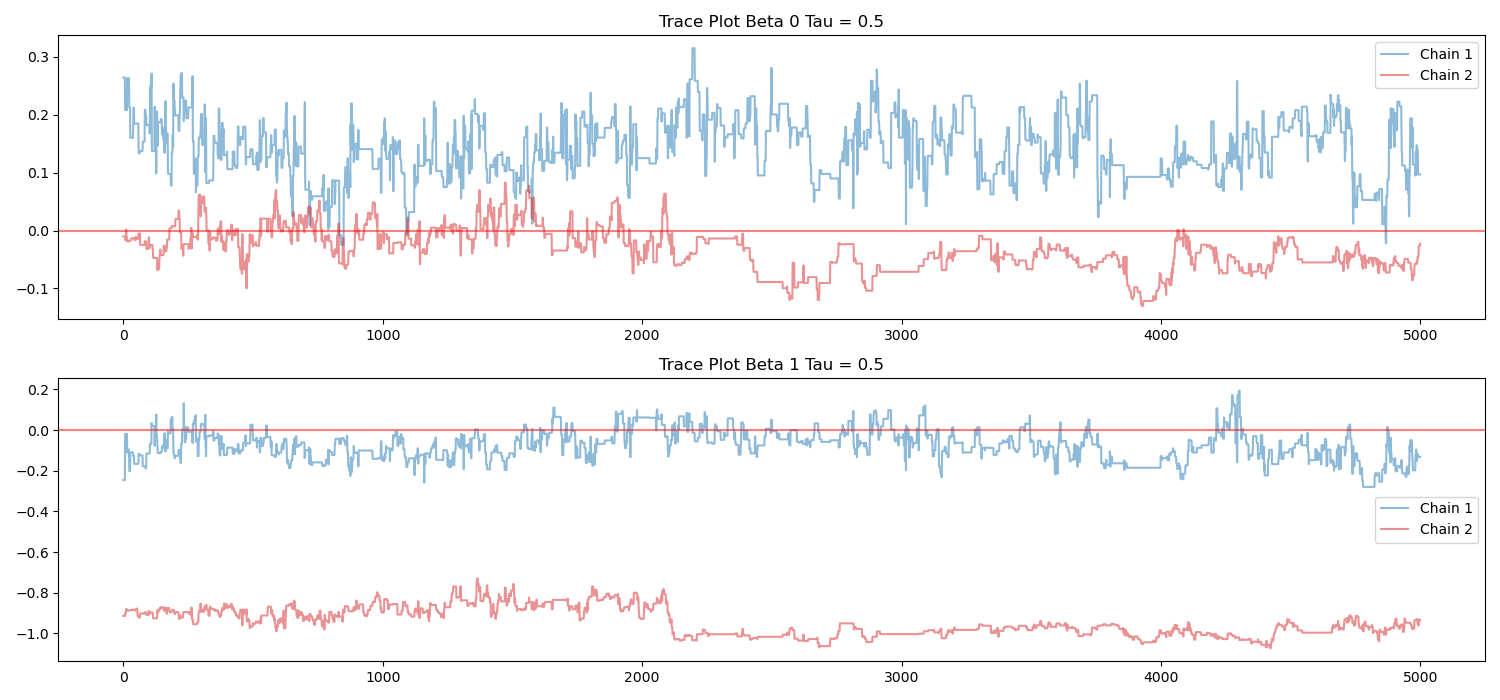 Trace Plot Beta 0 Tau = 0.5
0.3
0.2
0.1
0.0
−0.1
Chain 1
Chain 2
0 1000 2000 3000 4000 5000
Trace Plot Beta 1 Tau = 0.5
0.2
0.0
−0.2
−0.4
−0.6
−0.8
−1.0
Chain 1
Chain 2
0 1000 2000 3000 4000 5000